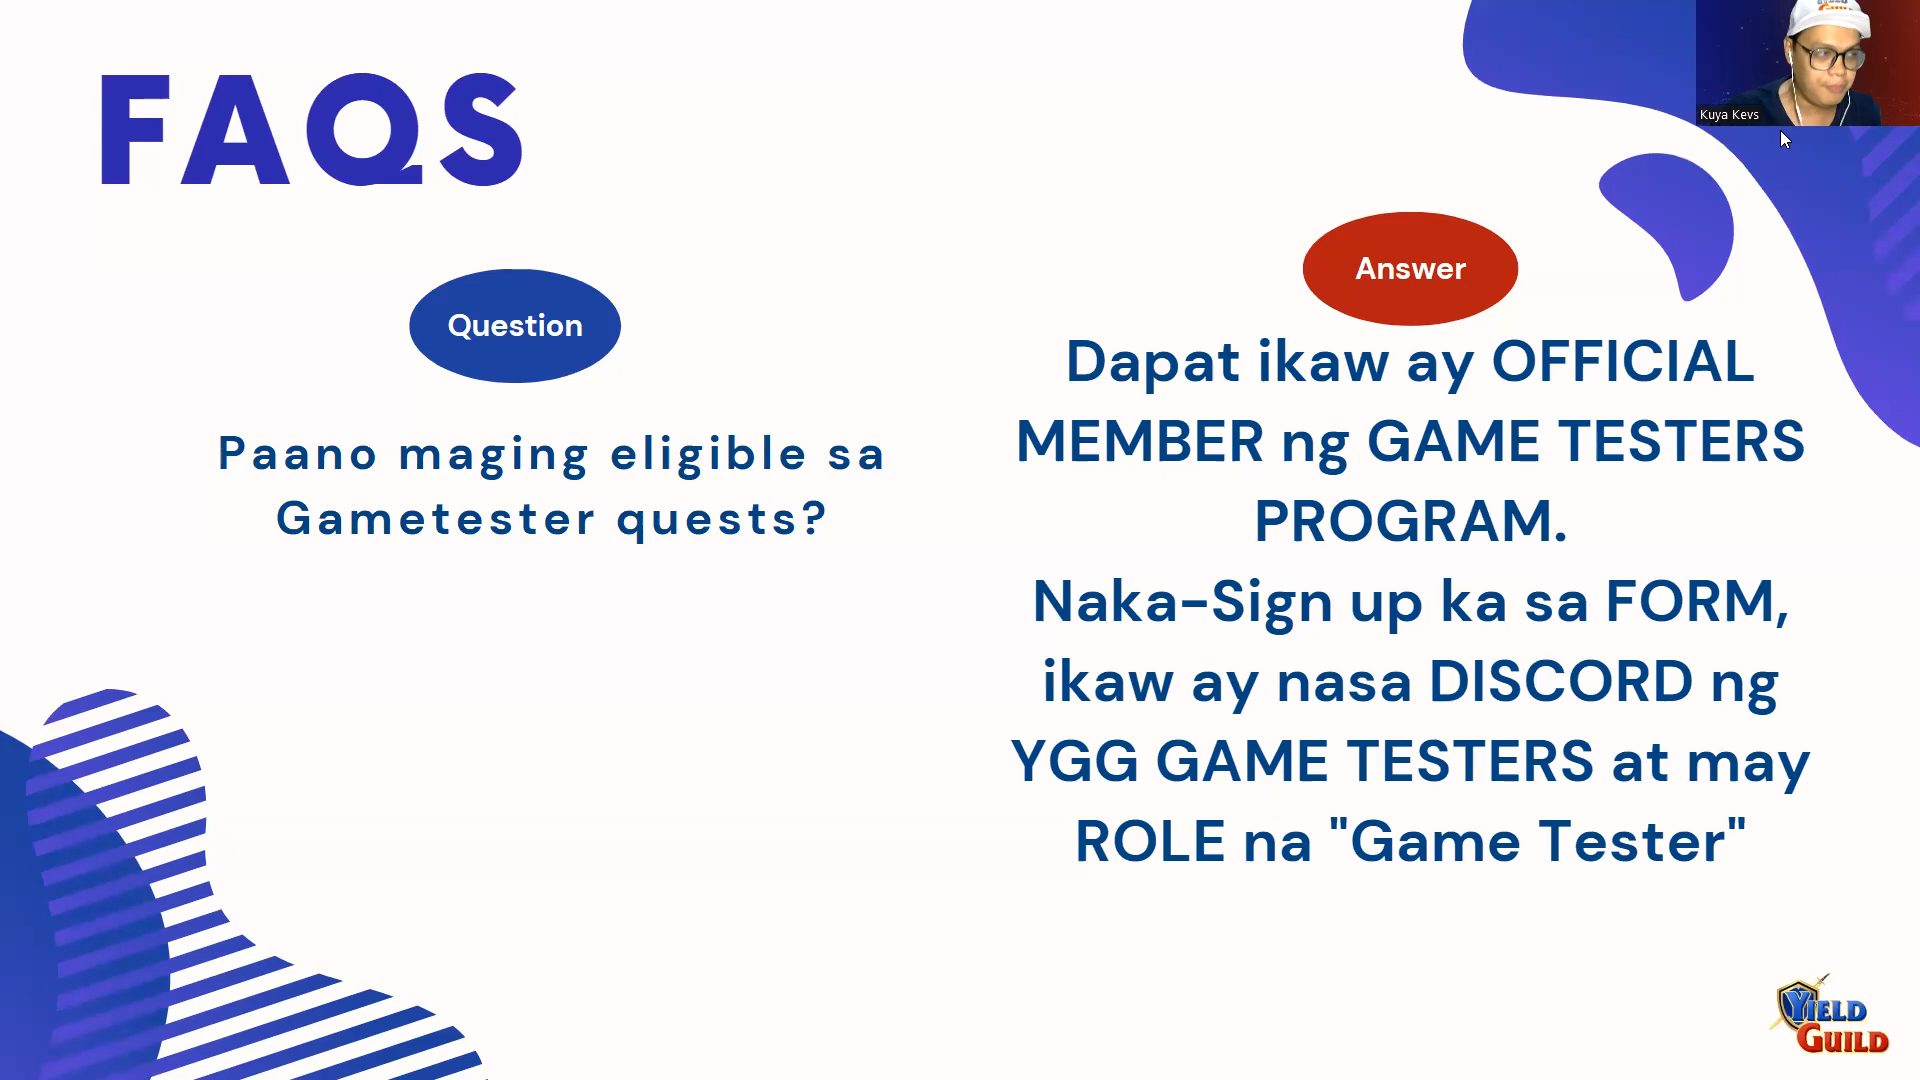 FAQS
Question
Paano maging eligible sa
Gametester quests?
Answer
Dapat ikaw ay OFFICIAL
MEMBER ng GAME TESTERS
PROGRAM.
Naka-Sign up ka sa FORM,
ikaw ay nasa DISCORD ng
YGG GAME TESTERS at may
ROLE na "Game Tester"
Kuya Kevs
YIELD
GUILD